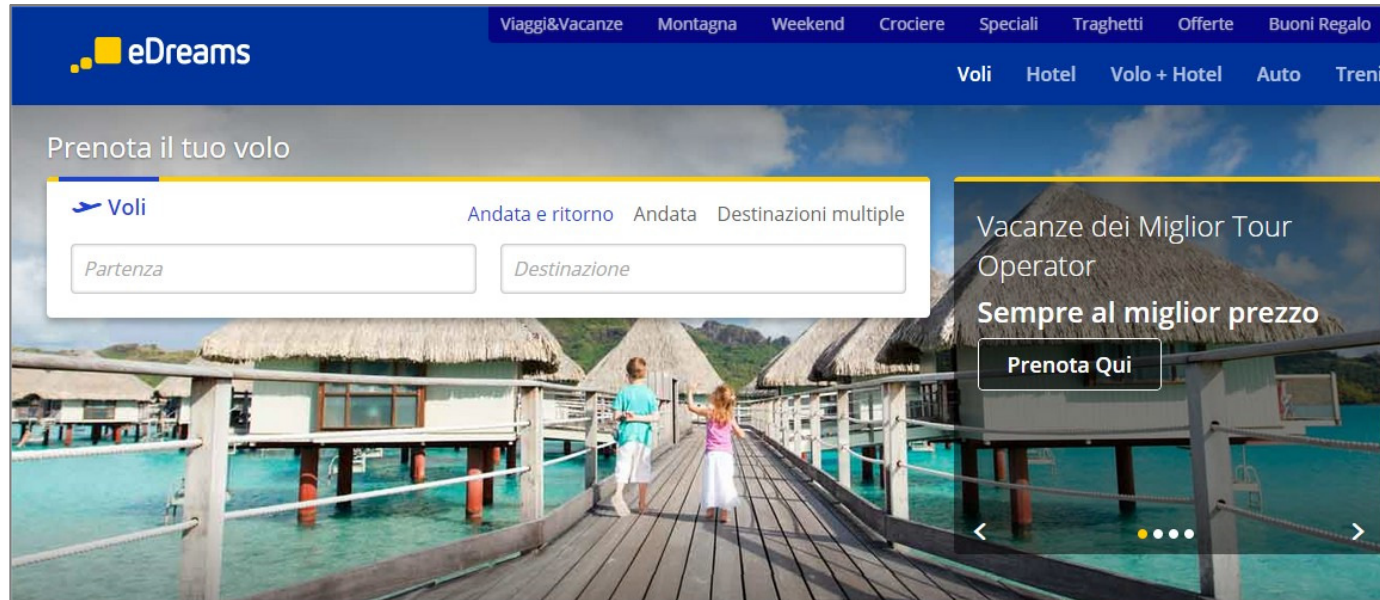 Viaggi&Vacanze Montagna Weekend Crociere Speciali Traghetti Offerte Buoni Regalo
eDreams
Voli Hotel Volo + Hotel Auto Treni
Prenota il tuo volo
Voli
Andata e ritorno Andata Destinazioni multiple
Partenza Destinazione
Vacanze dei Miglior Tour
Operator
Sempre al miglior prezzo
Prenota Qui